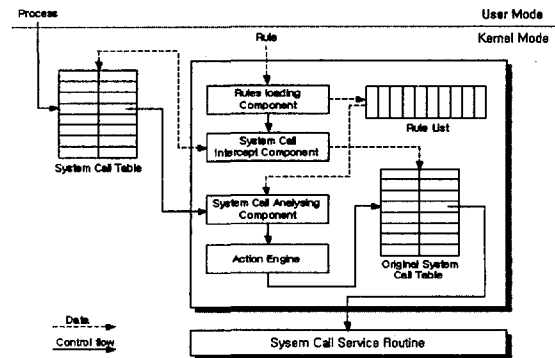 Process
User Mode
Kernel Mode
Rule
Rules loading
Component
Rule List
System Call
Intercept Component
System Call Table
System Call Analysing
Component
Action Engine
Original System
Call Table
Data
Control flow
Sysem Call Service Routine